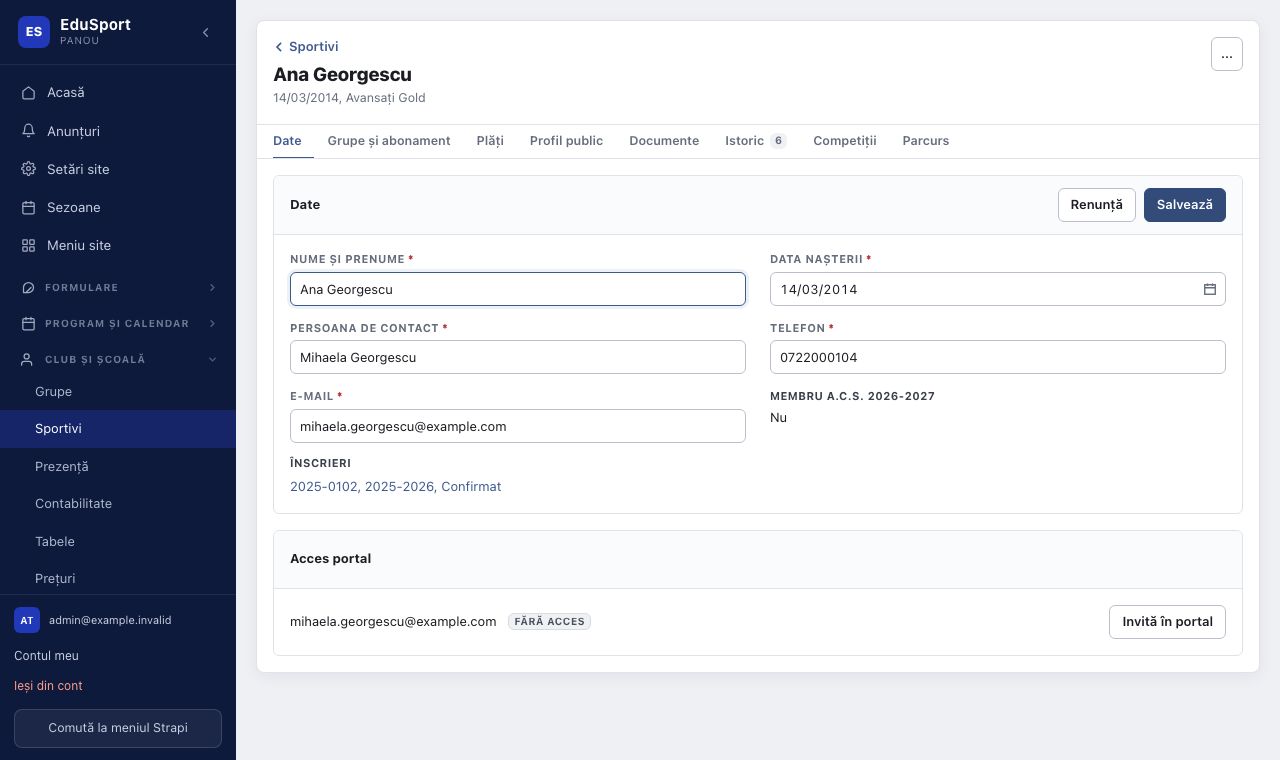 ES
EduSport
PANOU
Acasă
Anunțuri
Setări site
Sezoane
Meniu site
FORMULARE
PROGRAM ȘI CALENDAR
CLUB ȘI ȘCOALĂ
Grupe
Sportivi
Prezență
Contabilitate
Tabele
Prețuri
AT admin@example.invalid
Contul meu
Ieși din cont
Comută la meniul Strapi
Sportivi
Ana Georgescu
14/03/2014, Avansați Gold
...
Date Grupe și abonament Plăți Profil public Documente Istoric 6 Competiții Parcurs
Date Renunță Salvează
NUME ȘI PRENUME * DATA NAȘTERII *
Ana Georgescu 14/03/2014
PERSOANA DE CONTACT * TELEFON *
Mihaela Georgescu 0722000104
E-MAIL * MEMBRU A.C.S. 2026-2027
mihaela.georgescu@example.com Nu
ÎNSCRIERI
2025-0102, 2025-2026, Confirmat
Acces portal
mihaela.georgescu@example.com FĂRĂ ACCES Invită în portal